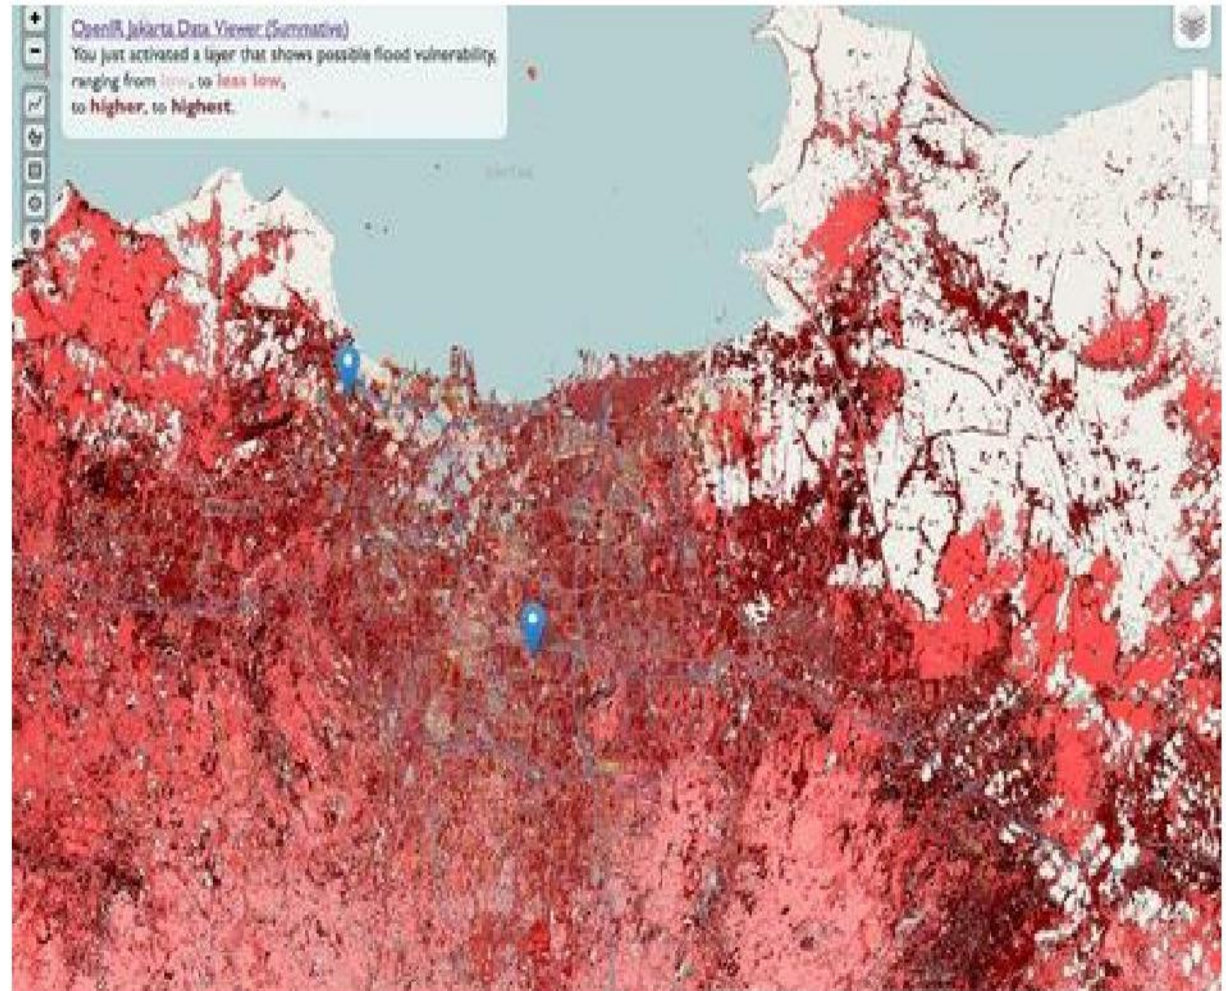 OpenIR Jakarta Data Viewer (Summative)
You just activated a layer that shows possible flood vulnerability,
ranging from low, to less low,
to higher, to highest.